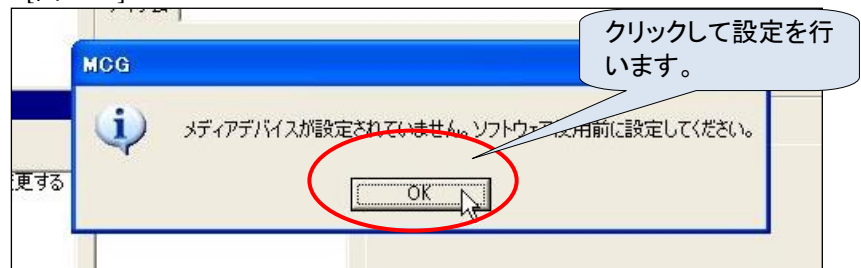 クリックして設定を行
います。
MCG
メディアデバイスが設定されていません。ソフトウェア使用前に設定してください。
更する
OK